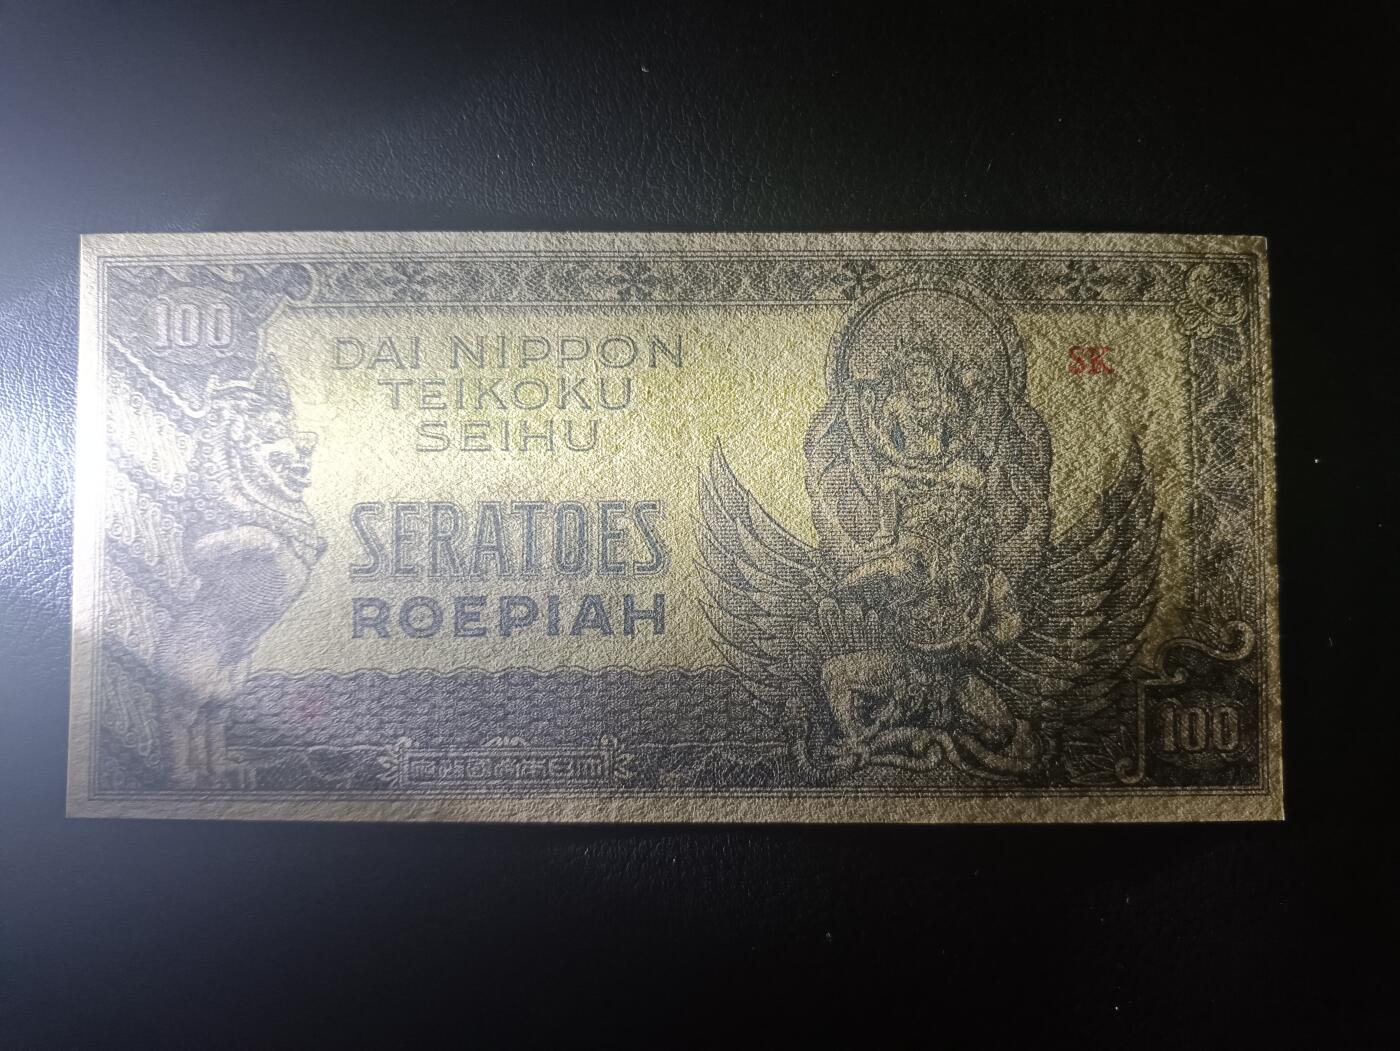 100
DAI NIPPON
TEIKOKU
SEIHU
SK
SERATOES
ROEPIAH
100